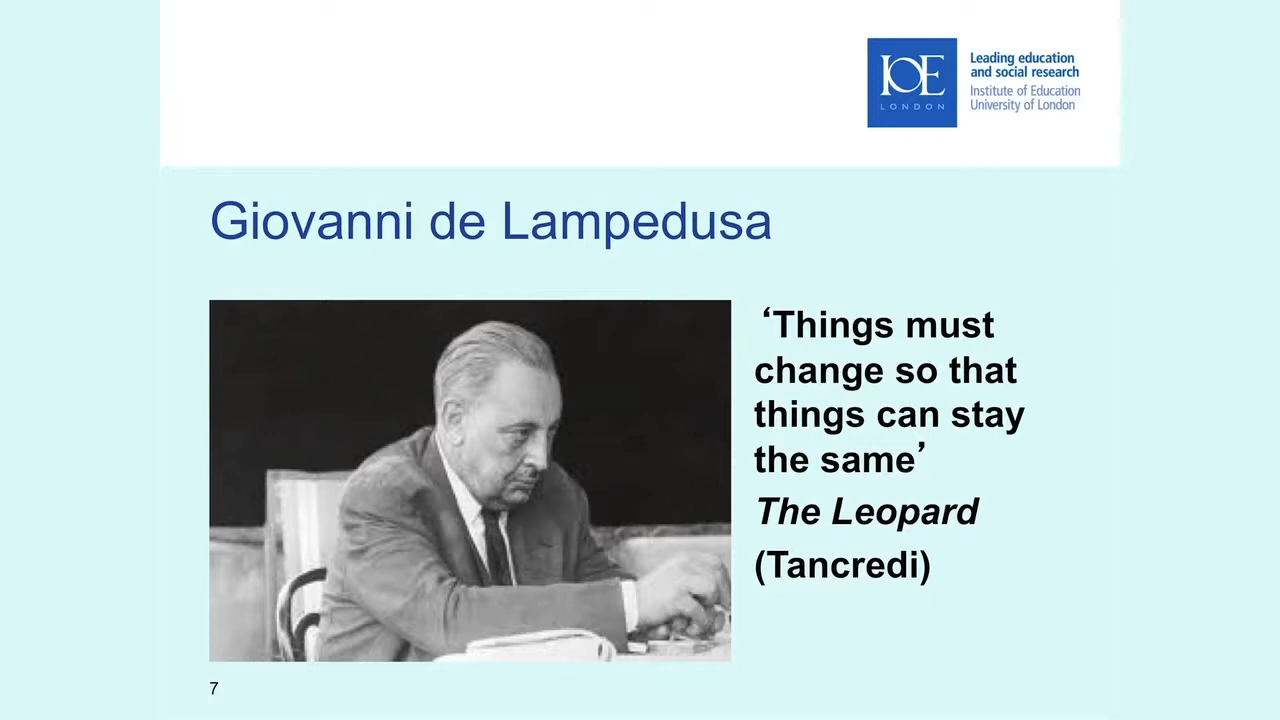 IOE
LONDON
Leading education
and social research
Institute of Education
University of London
Giovanni de Lampedusa
‘Things must
change so that
things can stay
the same’
The Leopard
(Tancredi)
7